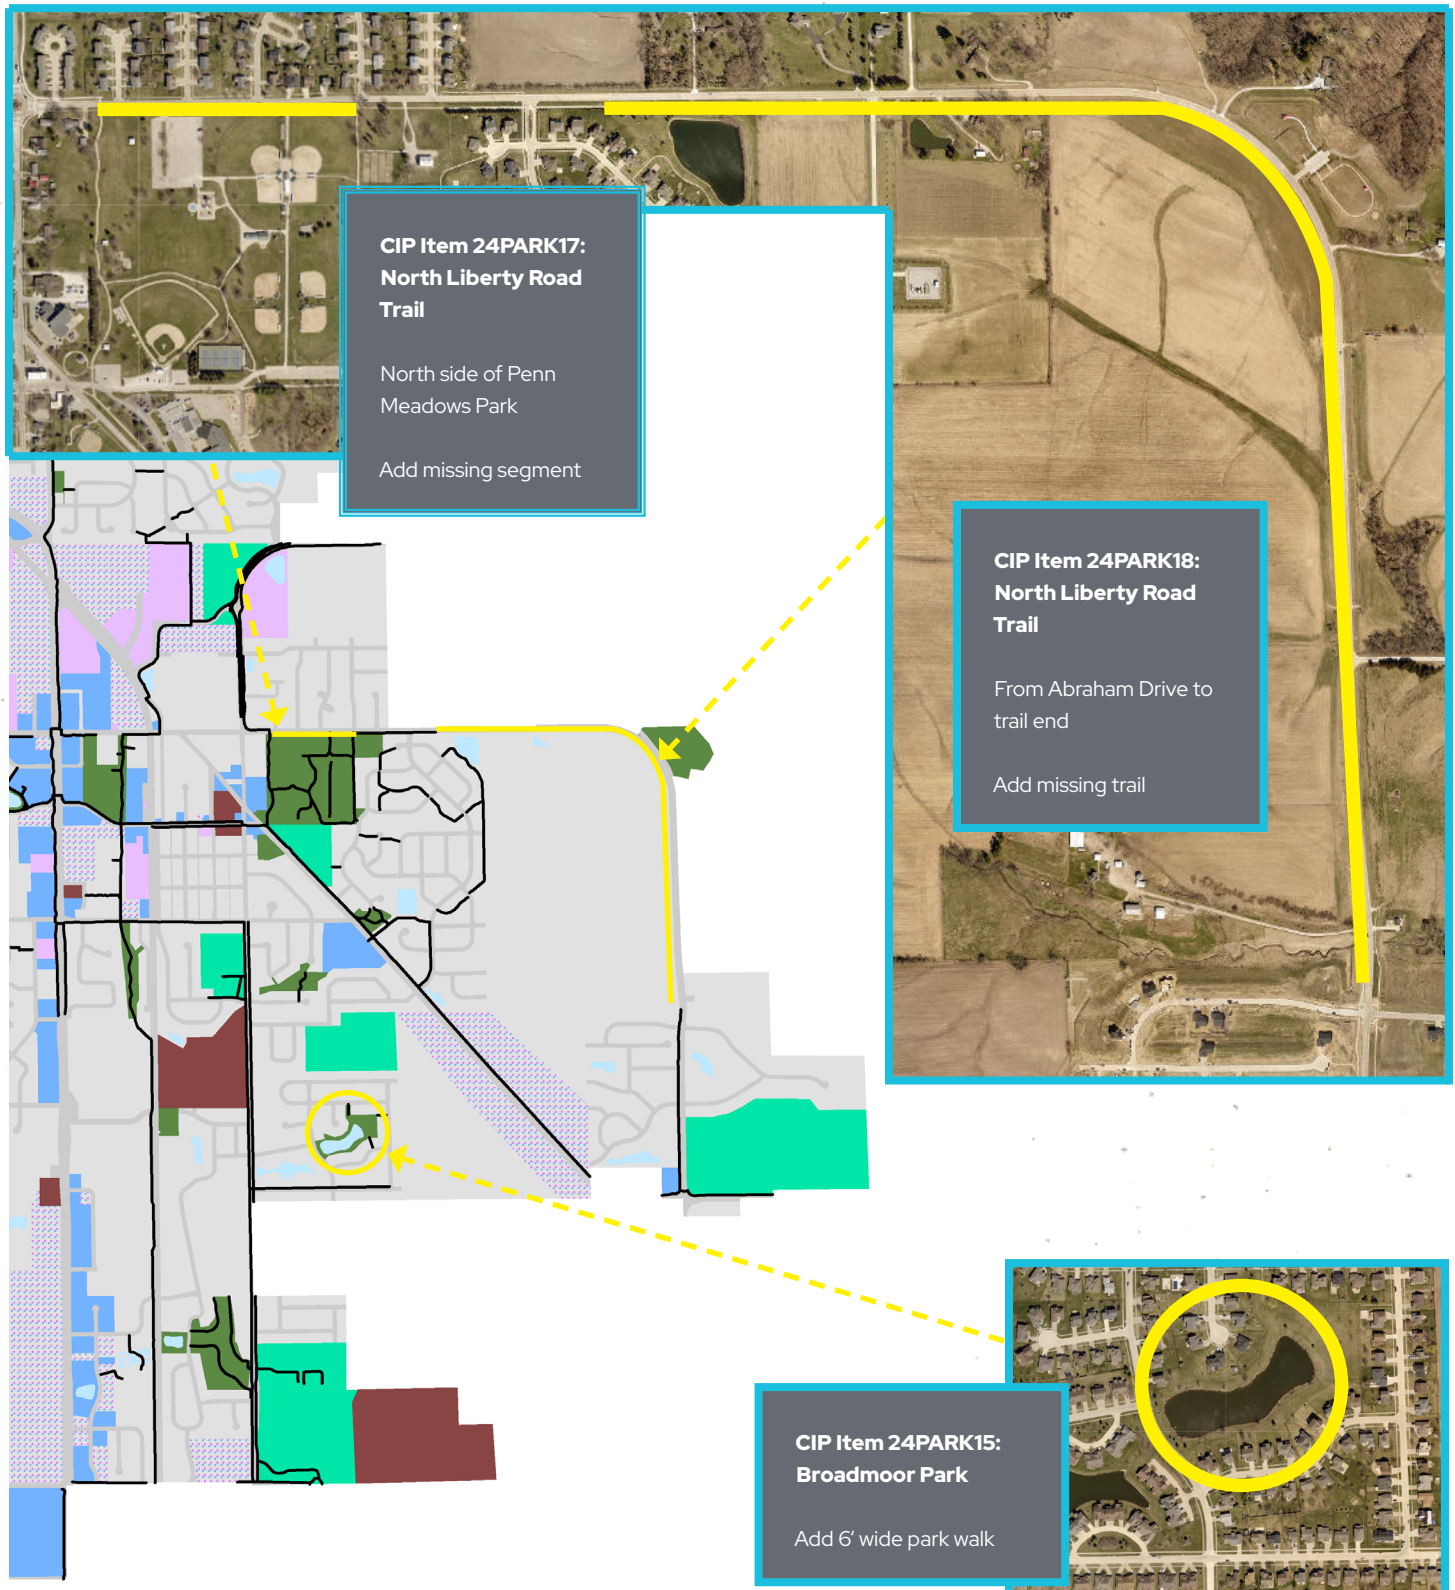 CIP Item 24PARK17:
North Liberty Road
Trail
North side of Penn
Meadows Park
Add missing segment
CIP Item 24PARK18:
North Liberty Road
Trail
From Abraham Drive to
trail end
Add missing trail
CIP Item 24PARK15:
Broadmoor Park
Add 6’ wide park walk